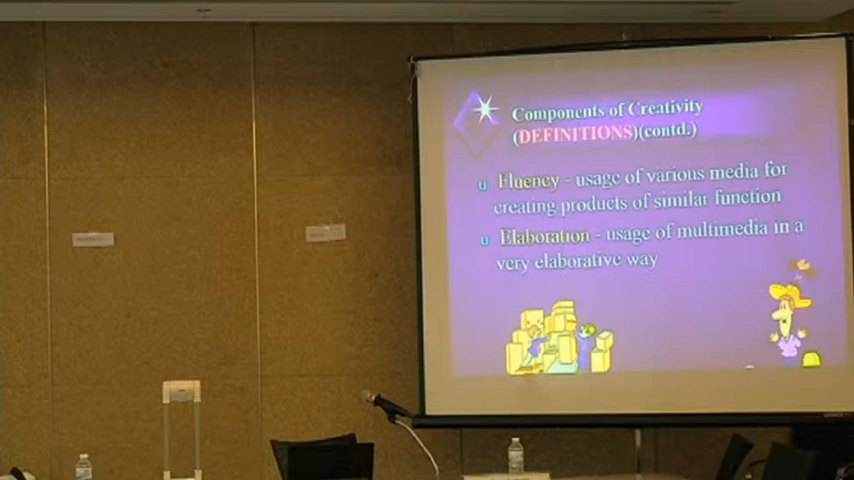 Components of Creativity
(DEFINITIONS)(contd.)
u Fluency - usage of various media for
creating products of similar function
u Elaboration - usage of multimedia in a
very elaborative way